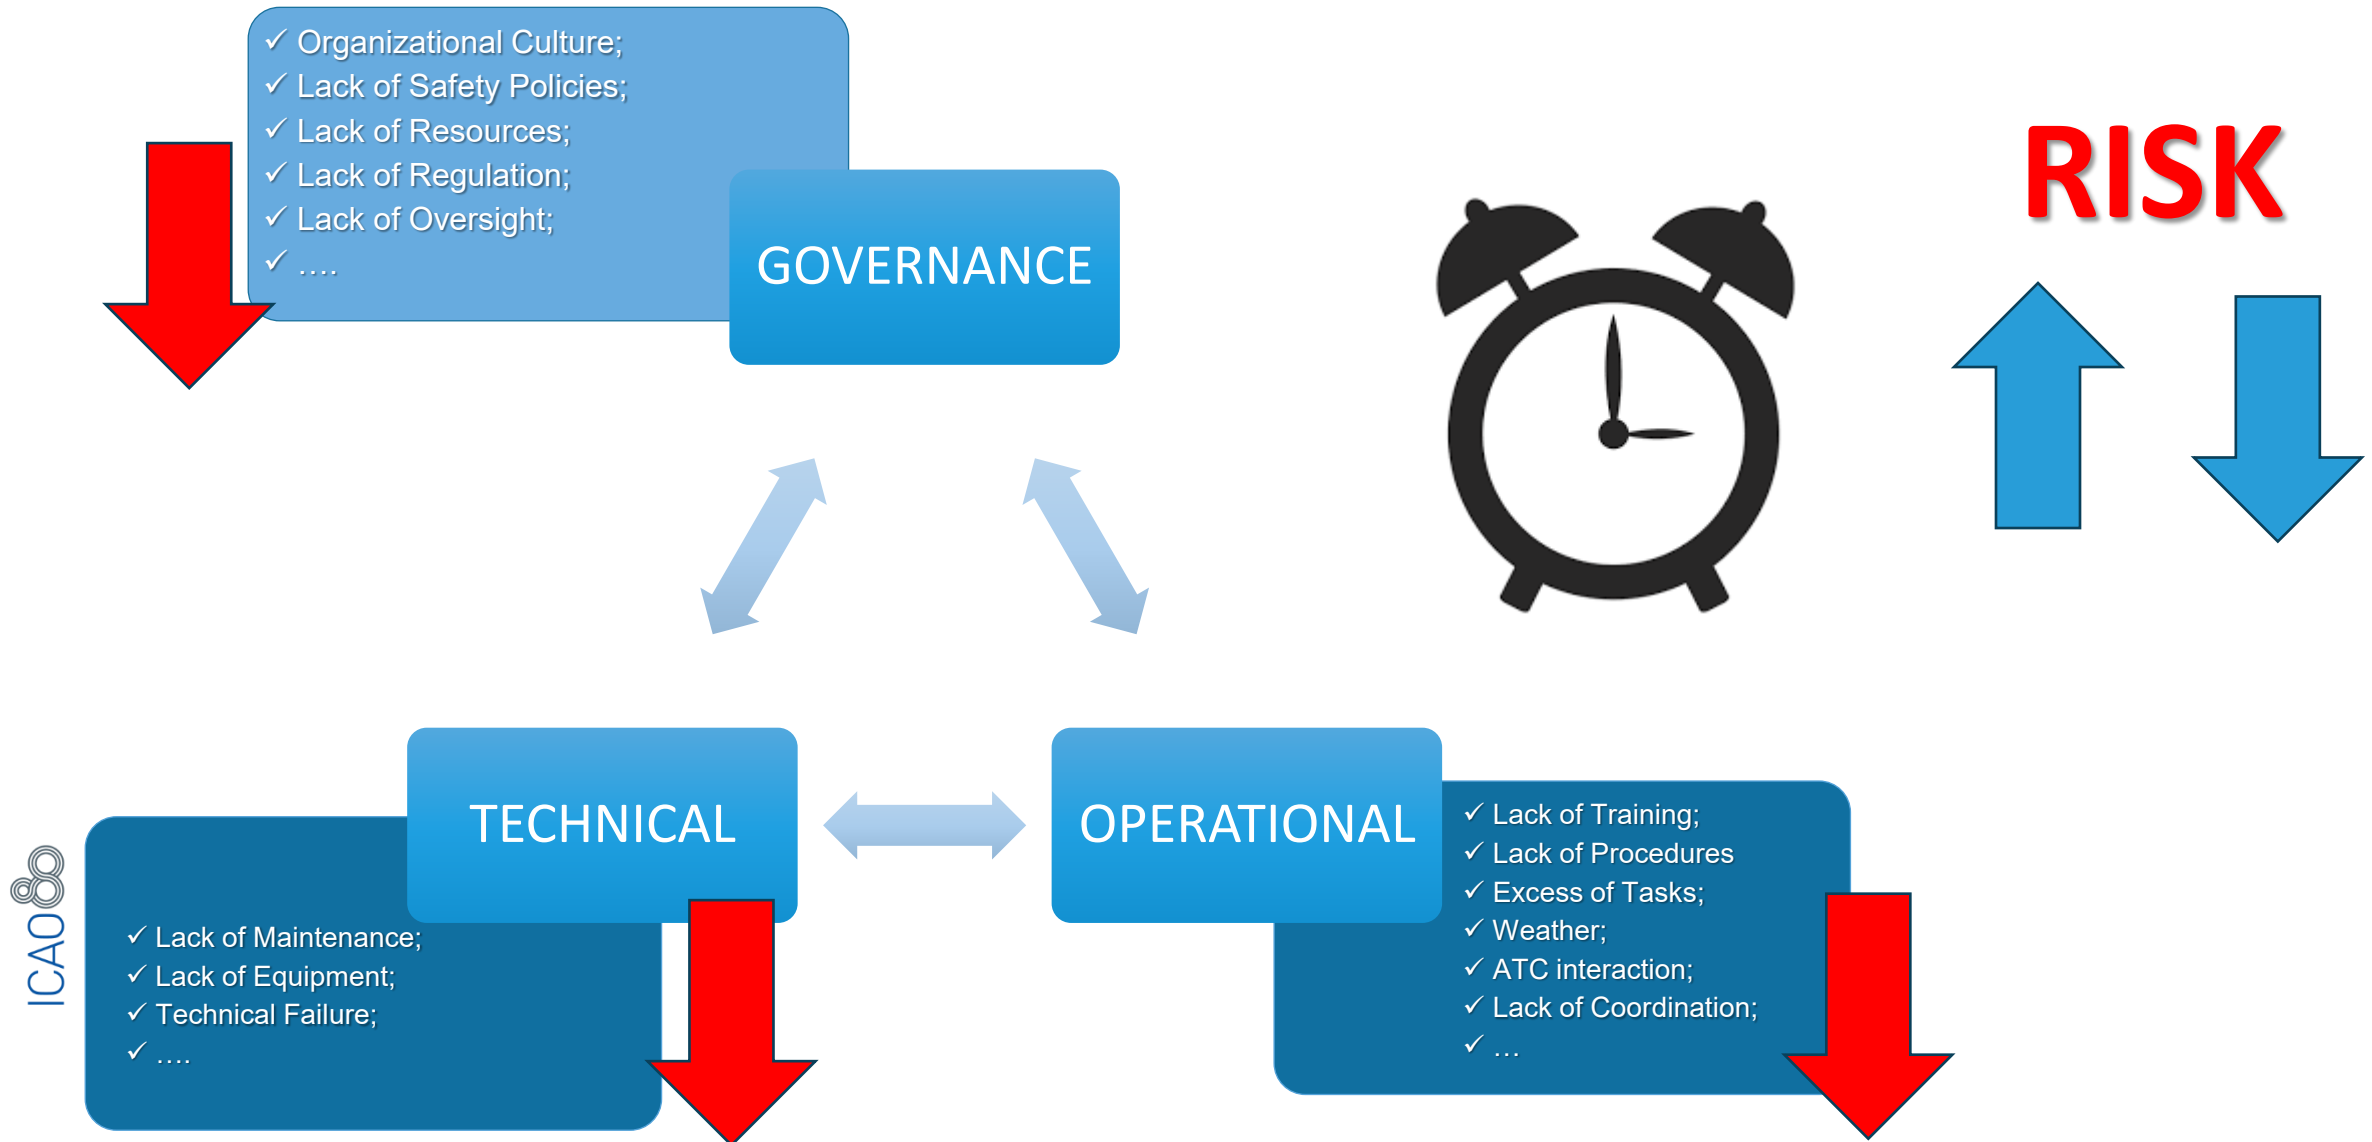 ✓ Organizational Culture;
✓ Lack of Safety Policies;
✓ Lack of Resources;
✓ Lack of Regulation;
✓ Lack of Oversight;
✓ ….
GOVERNANCE
RISK
TECHNICAL
✓ Lack of Maintenance;
✓ Lack of Equipment;
✓ Technical Failure;
✓ ….
OPERATIONAL
✓ Lack of Training;
✓ Lack of Procedures
✓ Excess of Tasks;
✓ Weather;
✓ ATC interaction;
✓ Lack of Coordination;
✓ …
ICAO